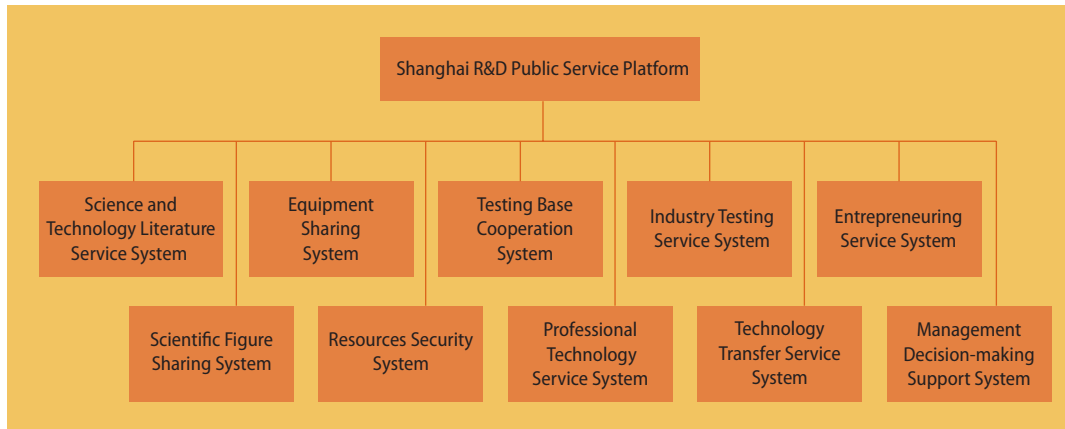 Shanghai R&D Public Service Platform
Science and
Technology Literature
Service System
Equipment
Sharing
System
Testing Base
Cooperation
System
Industry Testing
Service System
Entrepreneuring
Service System
Scientific Figure
Sharing System
Resources Security
System
Professional
Technology
Service System
Technology
Transfer Service
System
Management
Decision-making
Support System